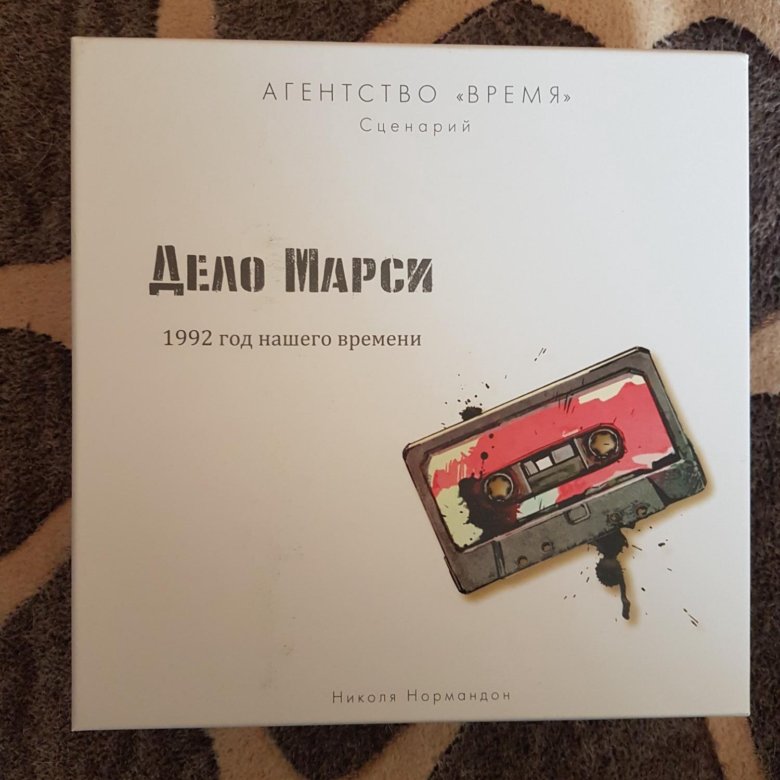 АГЕНТСТВО «ВРЕМЯ»
Сценарий
Дело Марси
1992 год нашего времени
Николя Нормандон